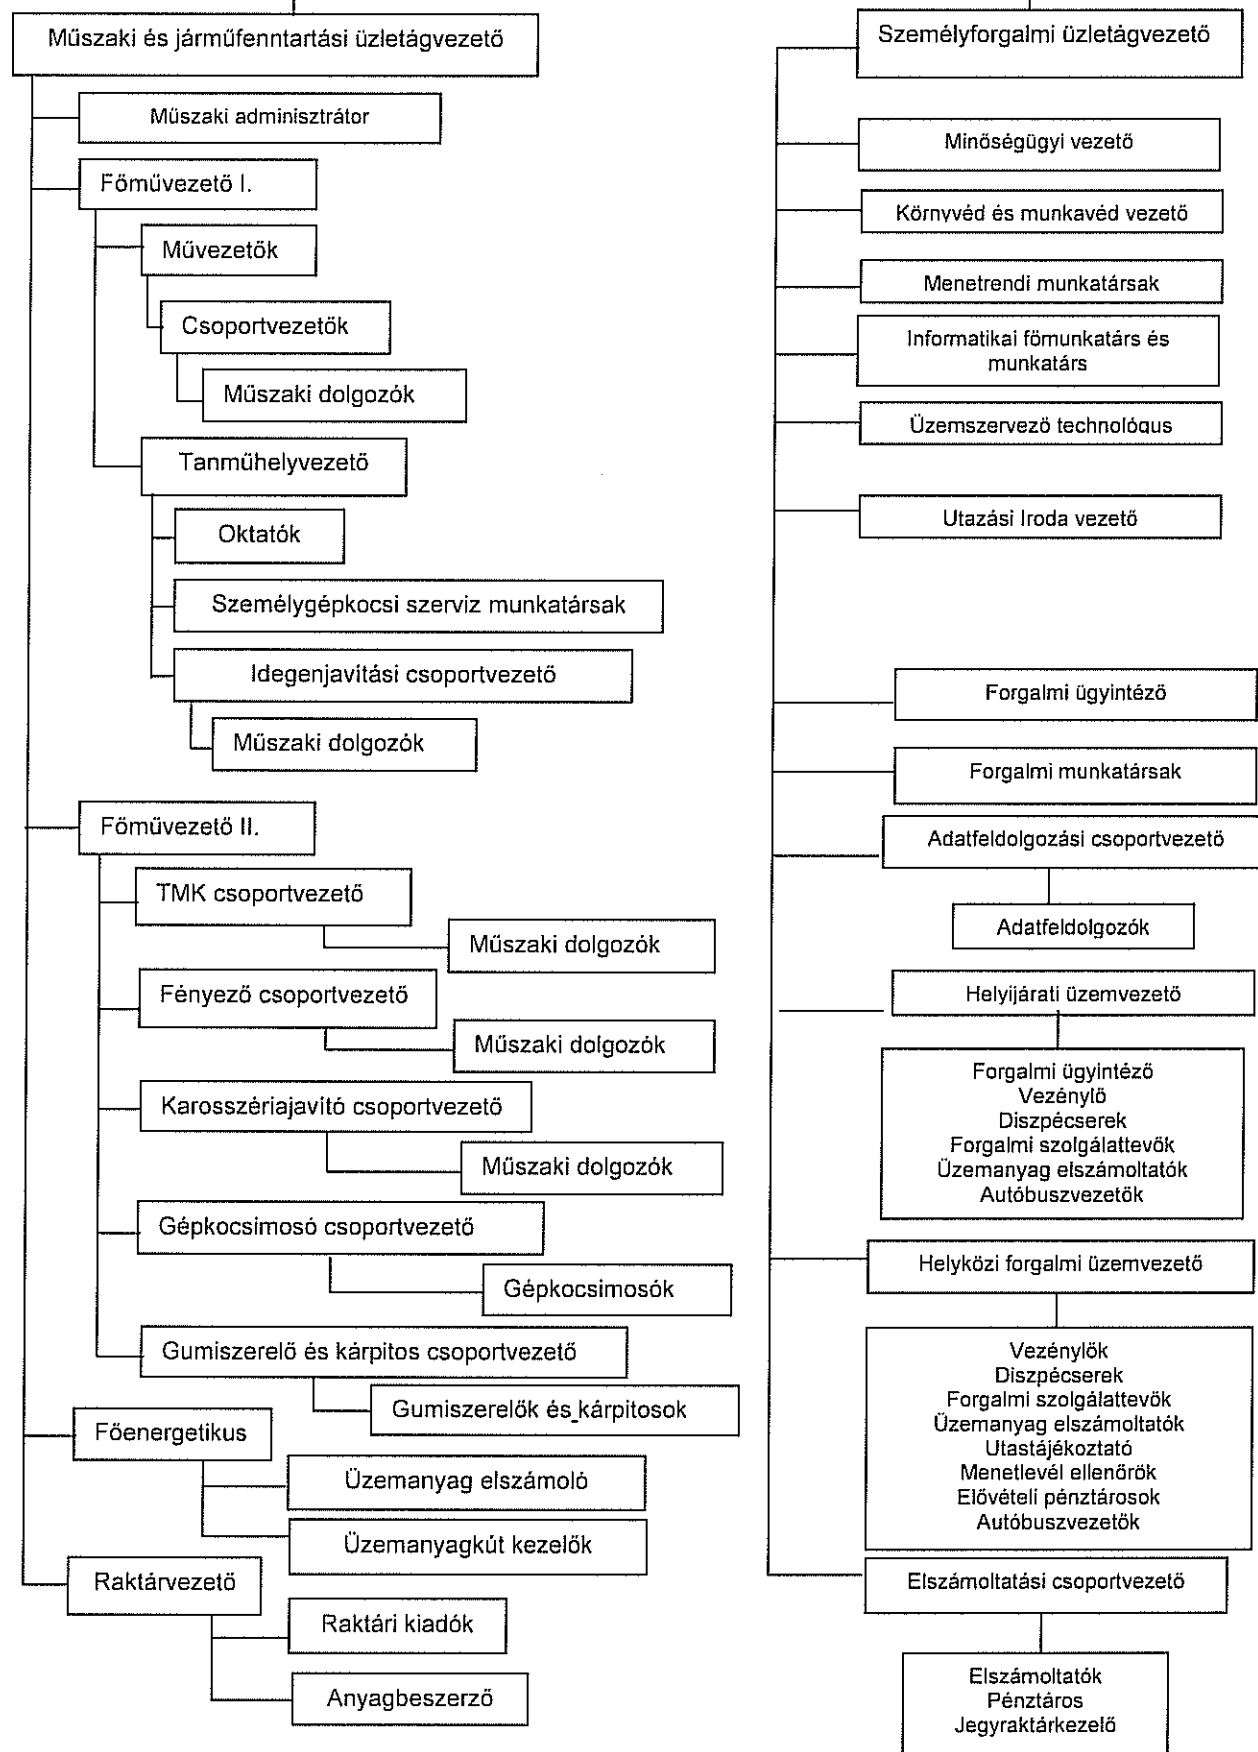 Műszaki és járműfenntartási üzletágvezető
Műszaki adminisztrátor
Főművezető I.
Művezetők
Csoportvezetők
Műszaki dolgozók
Tanműhelyvezető
Oktatók
Személygépkocsi szerviz munkatársak
Idegenjavítási csoportvezető
Műszaki dolgozók
Főművezető II.
TMK csoportvezető
Műszaki dolgozók
Fényező csoportvezető
Műszaki dolgozók
Karosszériajavító csoportvezető
Műszaki dolgozók
Gépkocsimosó csoportvezető
Gépkocsimosók
Gumiszerelő és kárpitos csoportvezető
Gumiszerelők és kárpitosok
Főenergetikus
Üzemanyag elszámoló
Üzemanyagkút kezelők
Raktárvezető
Raktári kiadók
Anyagbeszerző
Személyforgalmi üzletágvezető
Minőségügyi vezető
Környvéd és munkavéd vezető
Menetrendi munkatársak
Informatikai főmunkatárs és
munkatárs
Üzemszervező technológus
Utazási Iroda vezető
Forgalmi ügyintéző
Forgalmi munkatársak
Adatfeldolgozási csoportvezető
Adatfeldolgozók
Helyijárati üzemvezető
Forgalmi ügyintéző
Vezénylő
Diszpécserek
Forgalmi szolgálattevők
Üzemanyag elszámoltatók
Autóbuszvezetők
Helyközi forgalmi üzemvezető
Vezénylők
Diszpécserek
Forgalmi szolgálattevők
Üzemanyag elszámoltatók
Utastájékoztató
Menetlevél ellenőrök
Elővételi pénztárosok
Autóbuszvezetők
Elszámoltatási csoportvezető
Elszámoltatók
Pénztáros
Jegyraktárkezelő